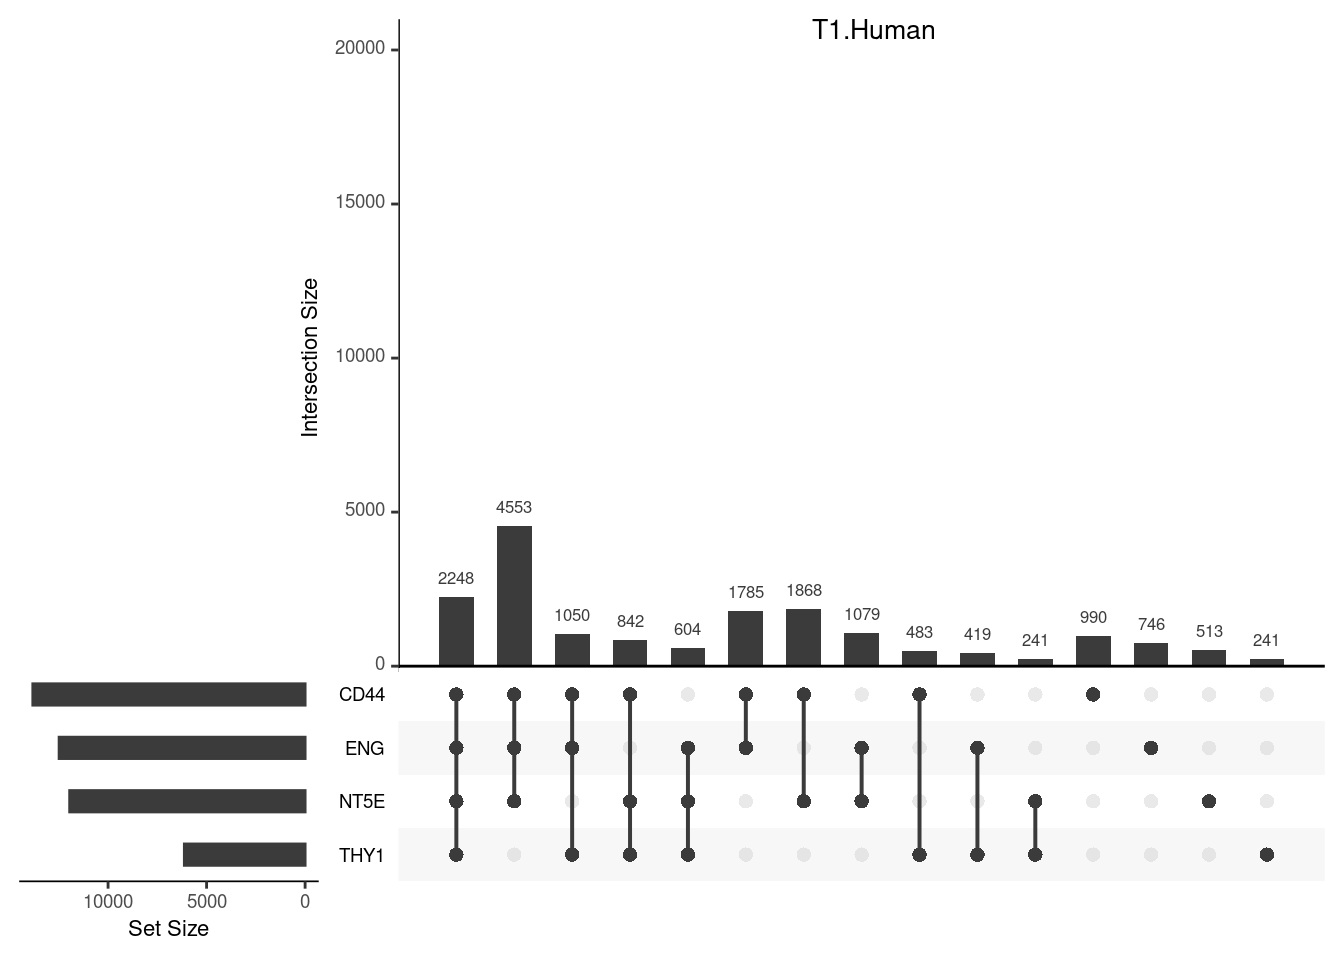 T1.Human
20000
15000
10000
5000
0
Intersection Size
2248
4553
1050
842
604
1785
1868
1079
483
419
241
990
746
513
241
CD44
ENG
NT5E
THY1
10000 5000 0
Set Size